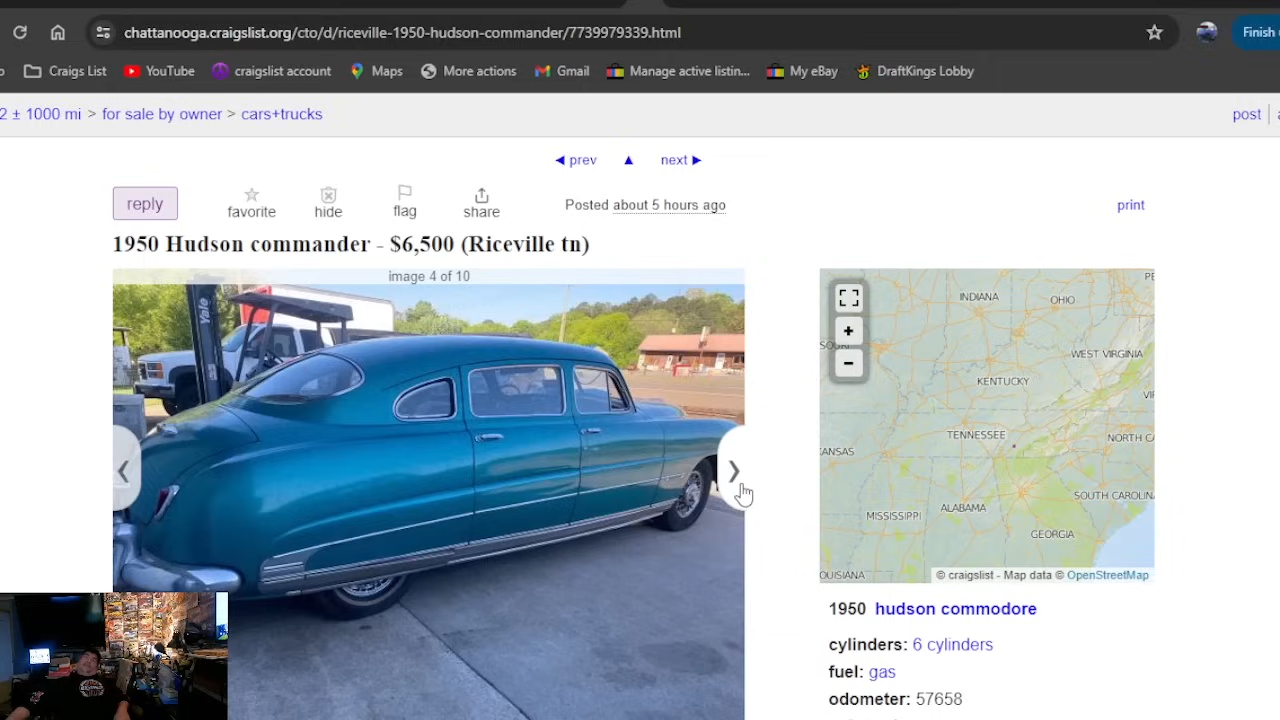 chattanooga.craigslist.org/cto/d/riceville-1950-hudson-commander/7739979339.html
Finish
Craigs List YouTube craigslist account Maps More actions Gmail Manage active listin... My eBay DraftKings Lobby
2 ± 1000 mi > for sale by owner > cars+trucks
post
◀ prev ▲ next ▶
reply
favorite
hide
flag
share
Posted about 5 hours ago
print
1950 Hudson commander - $6,500 (Riceville tn)
image 4 of 10
Yale
INDIANA
OHIO
WEST VIRGINIA
KENTUCKY
TENNESSEE
NORTH CA
ANSAS
SOUTH CAROLIN
MISSISSIPPI
ALABAMA
GEORGIA
OUISIANA
© craigslist - Map data © OpenStreetMap
1950 hudson commodore
cylinders: 6 cylinders
fuel: gas
odometer: 57658